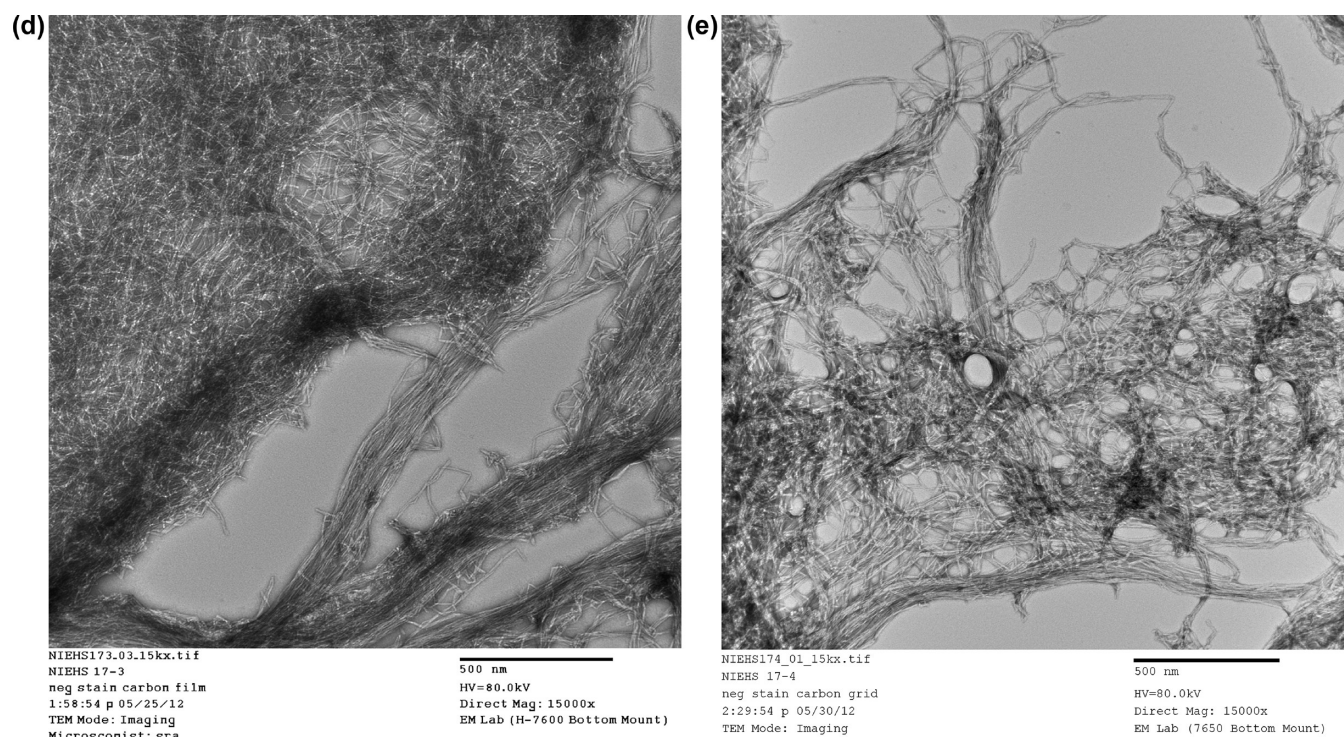 (d)
(e)
NIEHS173_03_15kx.tif
NIEHS 17-3
neg stain carbon film
1:58:54 p 05/25/12
TEM Mode: Imaging
Microscopist: sra
500 nm
HV=80.0kV
Direct Mag: 15000x
EM Lab (H-7600 Bottom Mount)
NIEHS174_01_15kx.tif
NIEHS 17-4
neg stain carbon grid
2:29:54 p 05/30/12
TEM Mode: Imaging
500 nm
HV=80.0kV
Direct Mag: 15000x
EM Lab (7650 Bottom Mount)